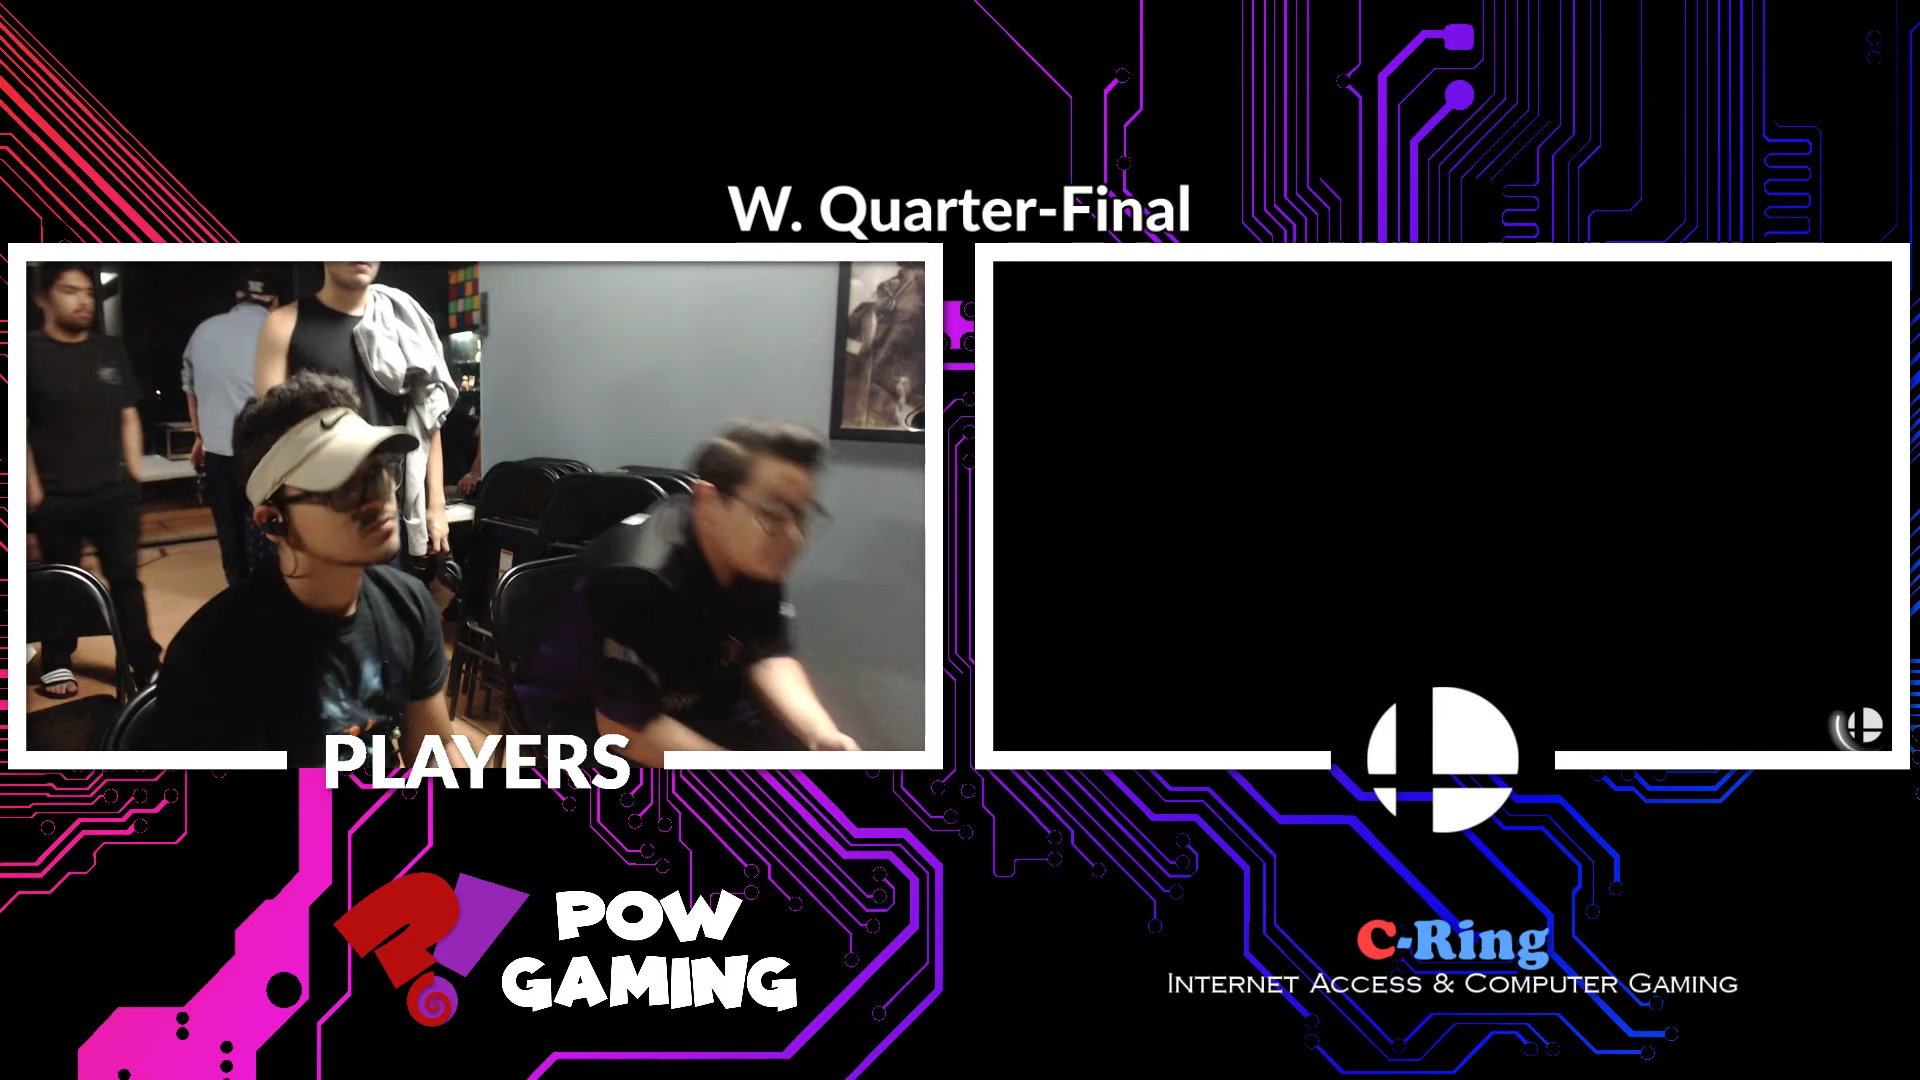 W. Quarter-Final
PLAYERS
POW
GAMING
C-Ring
INTERNET ACCESS & COMPUTER GAMING